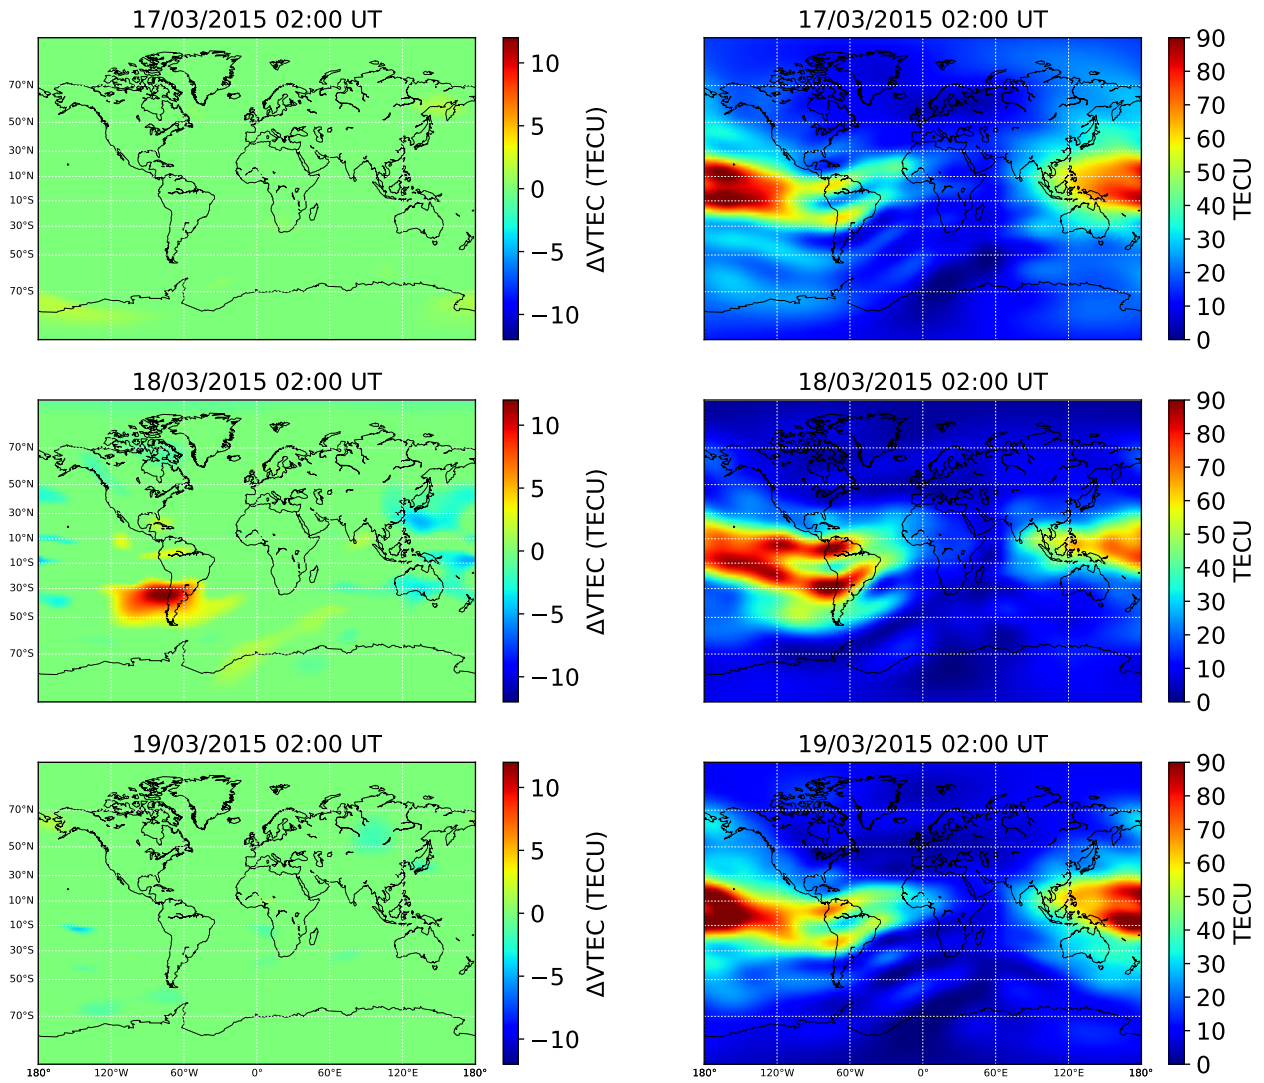 17/03/2015 02:00 UT
70°N
50°N
30°N
10°N
10°S
30°S
50°S
70°S
10
5
0
−5
−10
ΔVTEC (TECU)
17/03/2015 02:00 UT
90
80
70
60
50
40
30
20
10
0
TECU
18/03/2015 02:00 UT
70°N
50°N
30°N
10°N
10°S
30°S
50°S
70°S
10
5
0
−5
−10
ΔVTEC (TECU)
18/03/2015 02:00 UT
90
80
70
60
50
40
30
20
10
0
TECU
19/03/2015 02:00 UT
70°N
50°N
30°N
10°N
10°S
30°S
50°S
70°S
180° 120°W 60°W 0° 60°E 120°E 180°
10
5
0
−5
−10
ΔVTEC (TECU)
19/03/2015 02:00 UT
180° 120°W 60°W 0° 60°E 120°E 180°
90
80
70
60
50
40
30
20
10
0
TECU